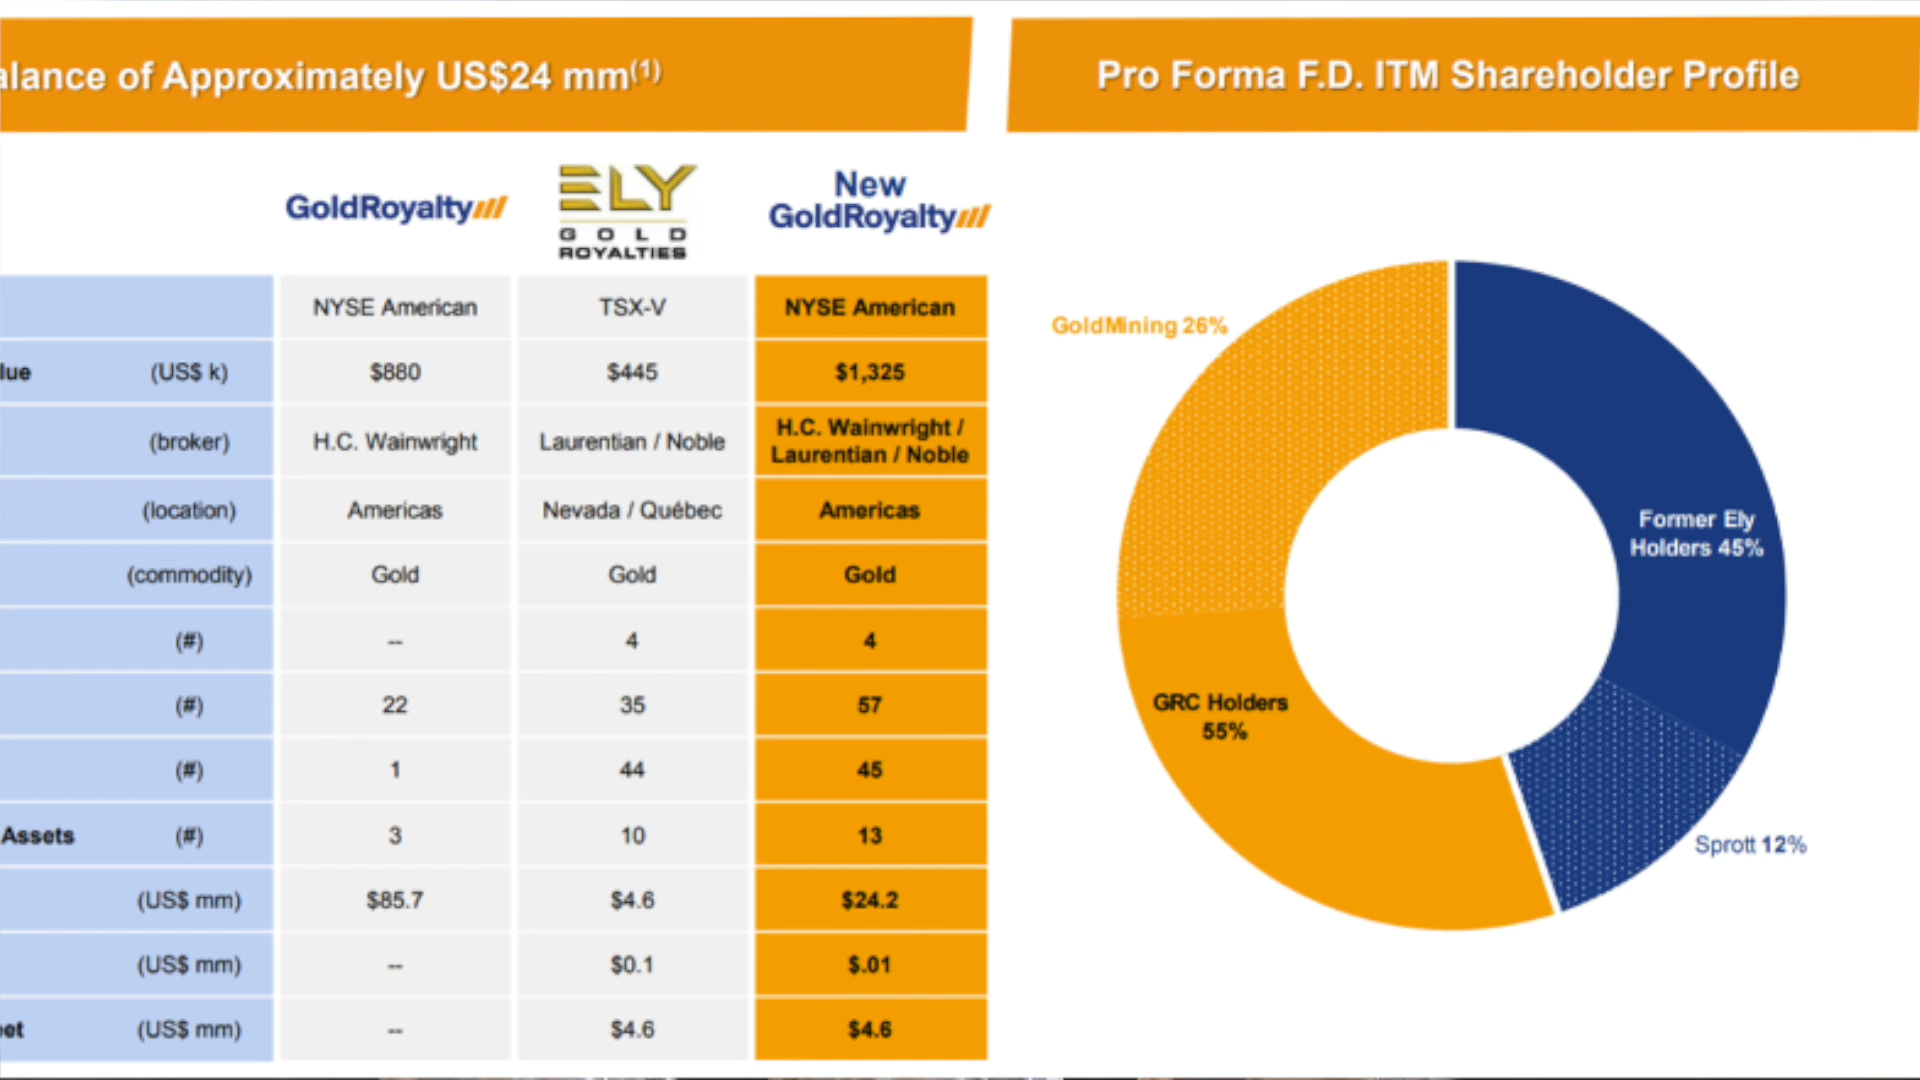 alance of Approximately US$24 mm(1)
Pro Forma F.D. ITM Shareholder Profile
GoldRoyalty
ELY
GOLD
ROYALTIES
New
GoldRoyalty
NYSE American TSX-V NYSE American
lue (US$ k) $880 $445 $1,325
(broker) H.C. Wainwright Laurentian / Noble H.C. Wainwright /
Laurentian / Noble
(location) Americas Nevada / Québec Americas
(commodity) Gold Gold Gold
(#) -- 4 4
(#) 22 35 57
(#) 1 44 45
Assets (#) 3 10 13
(US$ mm) $85.7 $4.6 $24.2
(US$ mm) -- $0.1 $.01
eet (US$ mm) -- $4.6 $4.6
GoldMining 26%
Former Ely
Holders 45%
GRC Holders
55%
Sprott 12%